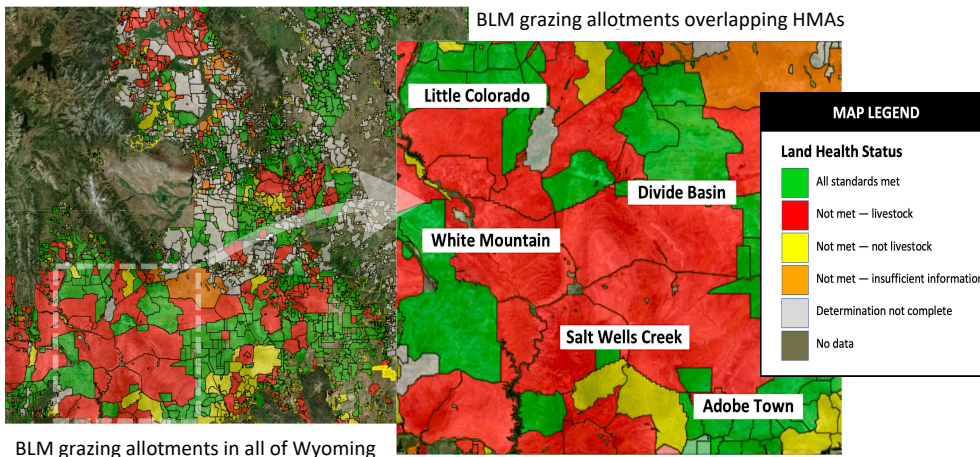 BLM grazing allotments overlapping HMAs
Little Colorado
Divide Basin
White Mountain
Salt Wells Creek
Adobe Town
MAP LEGEND
Land Health Status
All standards met
Not met — livestock
Not met — not livestock
Not met — insufficient information
Determination not complete
No data
BLM grazing allotments in all of Wyoming